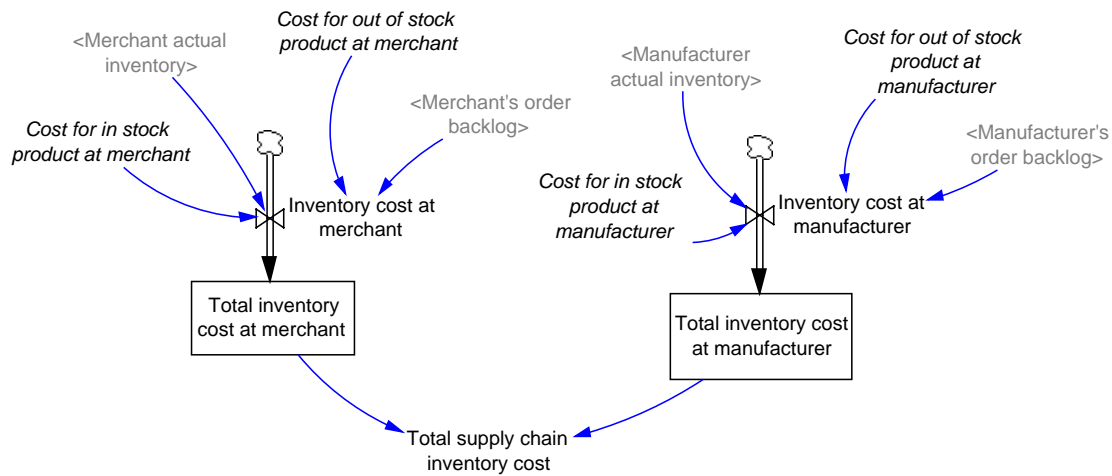 Cost for out of stock
product at merchant
<Merchant actual
inventory>
<Merchant's order
backlog>
Cost for in stock
product at merchant
Inventory cost at
merchant
Total inventory
cost at merchant
<Manufacturer
actual inventory>
Cost for out of stock
product at
manufacturer
<Manufacturer's
order backlog>
Cost for in stock
product at
manufacturer
Inventory cost at
manufacturer
Total inventory cost
at manufacturer
Total supply chain
inventory cost